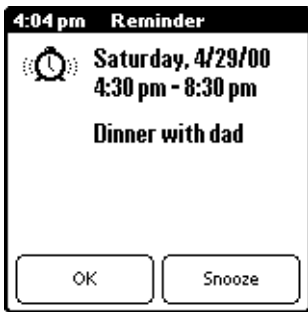 4:04 pm Reminder
Saturday, 4/29/00
4:30 pm - 8:30 pm
Dinner with dad
OK Snooze